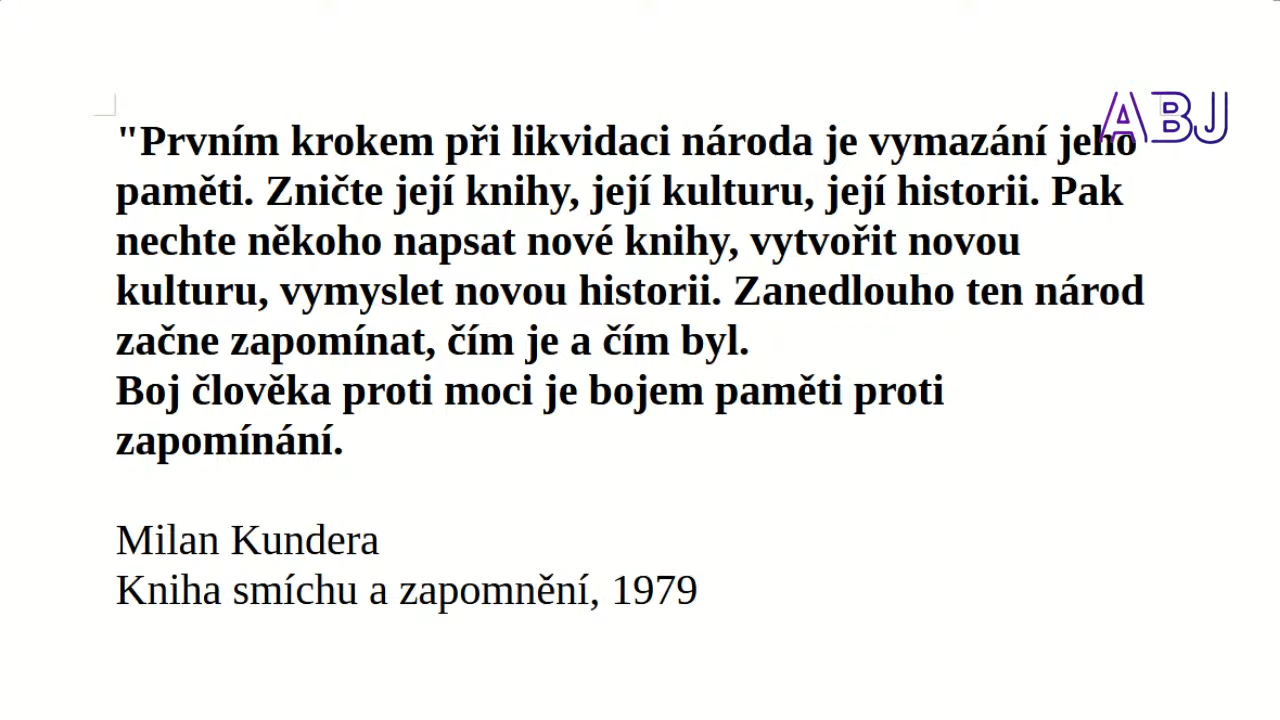 "Prvním krokem při likvidaci národa je vymazání jeho
paměti. Zničte její knihy, její kulturu, její historii. Pak
nechte někoho napsat nové knihy, vytvořit novou
kulturu, vymyslet novou historii. Zanedlouho ten národ
začne zapomínat, čím je a čím byl.
Boj člověka proti moci je bojem paměti proti
zapomínání.
Milan Kundera
Kniha smíchu a zapomnění, 1979
ABJ